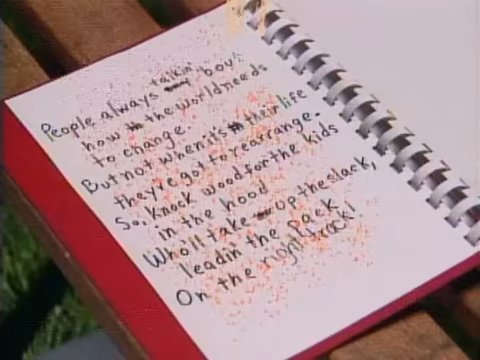 People always talkin' 'bout
how the world needs
to change.
But not when it's their life
they've got to rearrange.
So, knock wood for the kids
in the hood
Who'll take up the slack,
leadin' the pack
On the right track!